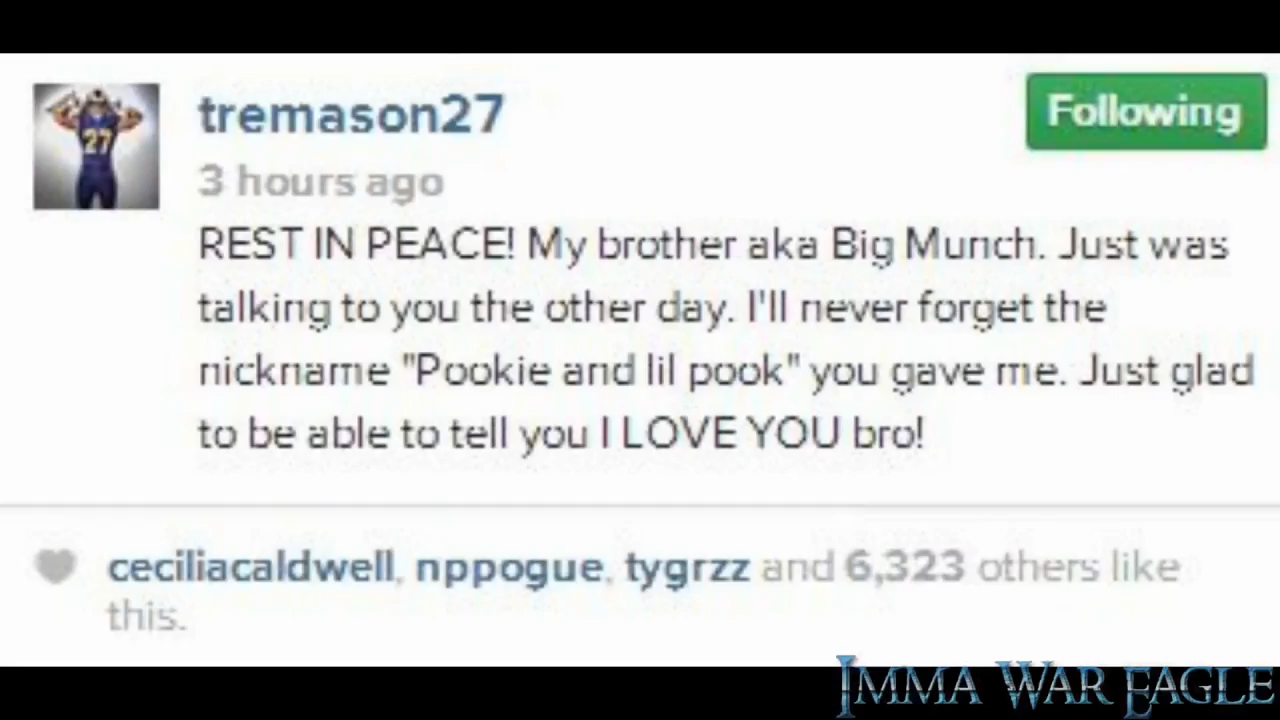 tremason27
Following
3 hours ago
REST IN PEACE! My brother aka Big Munch. Just was
talking to you the other day. I'll never forget the
nickname "Pookie and lil pook" you gave me. Just glad
to be able to tell you I LOVE YOU bro!
ceciliacaldwell, nppogue, tygrzz and 6,323 others like
this.
IMMA WAR EAGLE
27